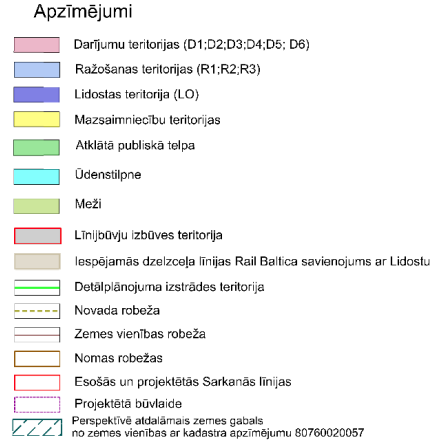 Apzīmējumi
Darījumu teritorijas (D1;D2;D3;D4;D5; D6)
Ražošanas teritorijas (R1;R2;R3)
Lidostas teritorija (LO)
Mazsaimniecību teritorijas
Atklātā publiskā telpa
Ūdenstilpne
Meži
Līnijbūvju izbūves teritorija
Iespējamās dzelzceļa līnijas Rail Baltica savienojums ar Lidostu
Detālplānojuma izstrādes teritorija
Novada robeža
Zemes vienības robeža
Nomas robežas
Esošās un projektētās Sarkanās līnijas
Projektētā būvlaide
Perspektīvē atdalāmais zemes gabals
no zemes vienības ar kadastra apzīmējumu 80760020057